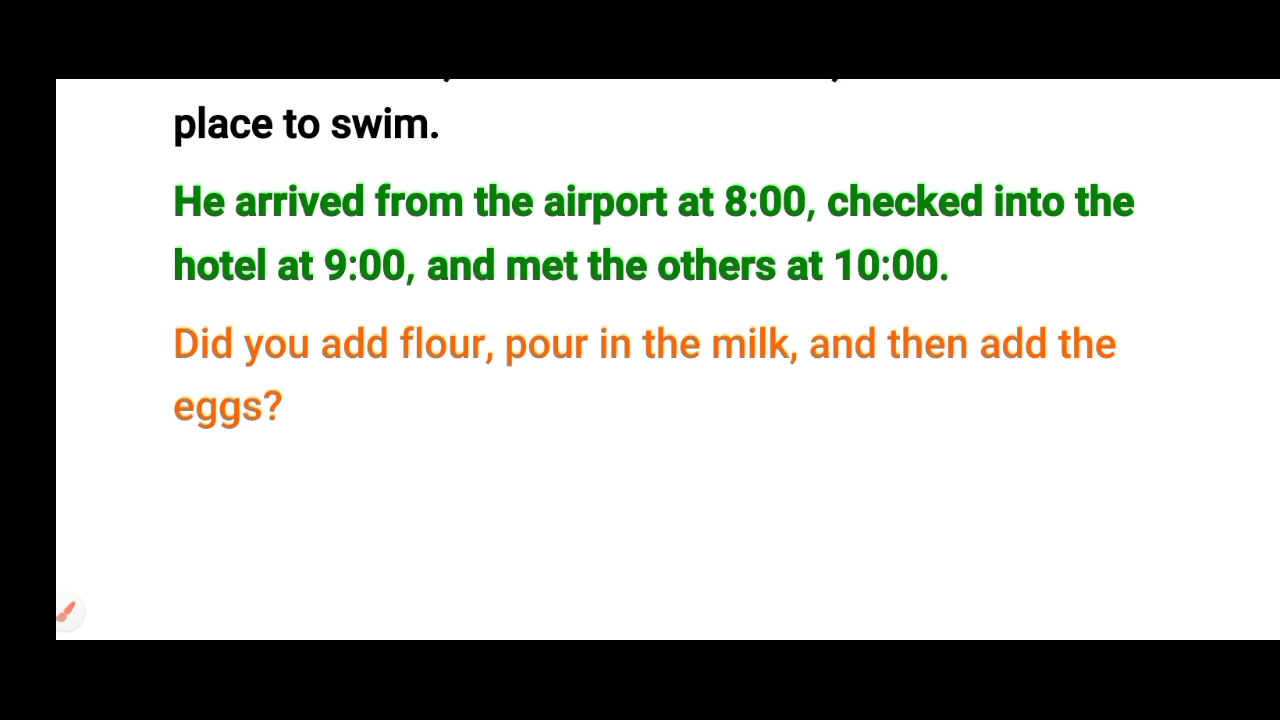 place to swim.
He arrived from the airport at 8:00, checked into the
hotel at 9:00, and met the others at 10:00.
Did you add flour, pour in the milk, and then add the
eggs?